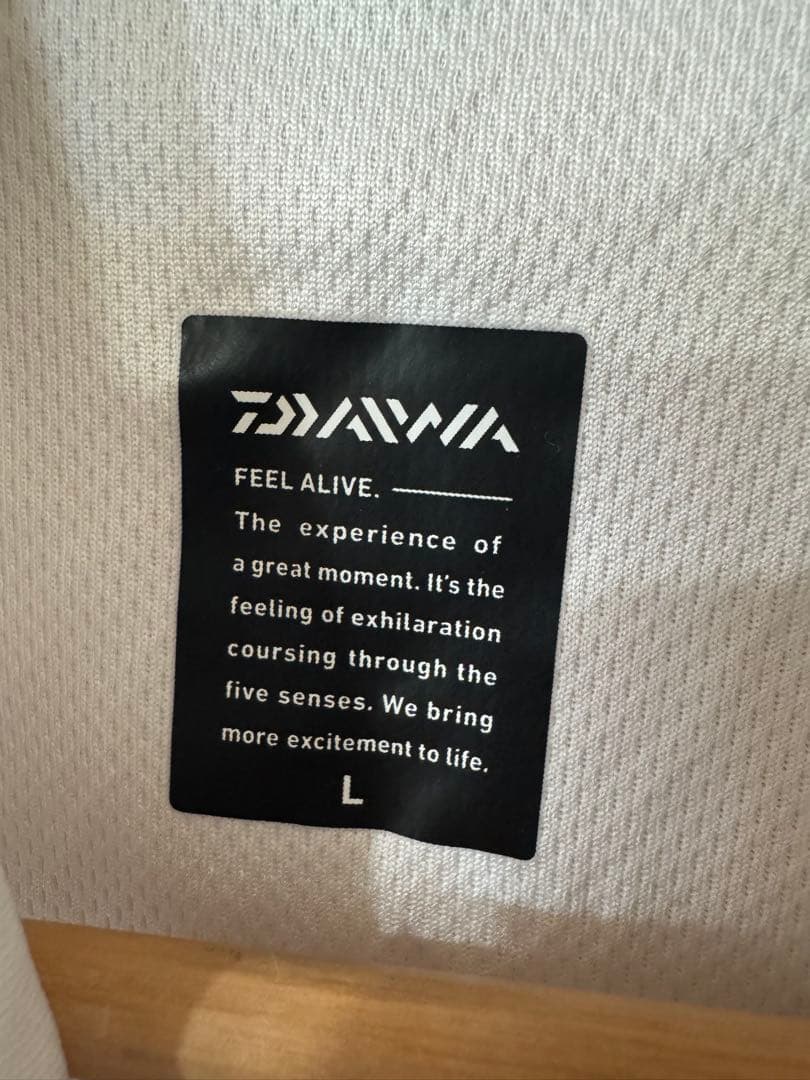 DAIWA
FEEL ALIVE.
The experience of
a great moment. It's the
feeling of exhilaration
coursing through the
five senses. We bring
more excitement to life.
L